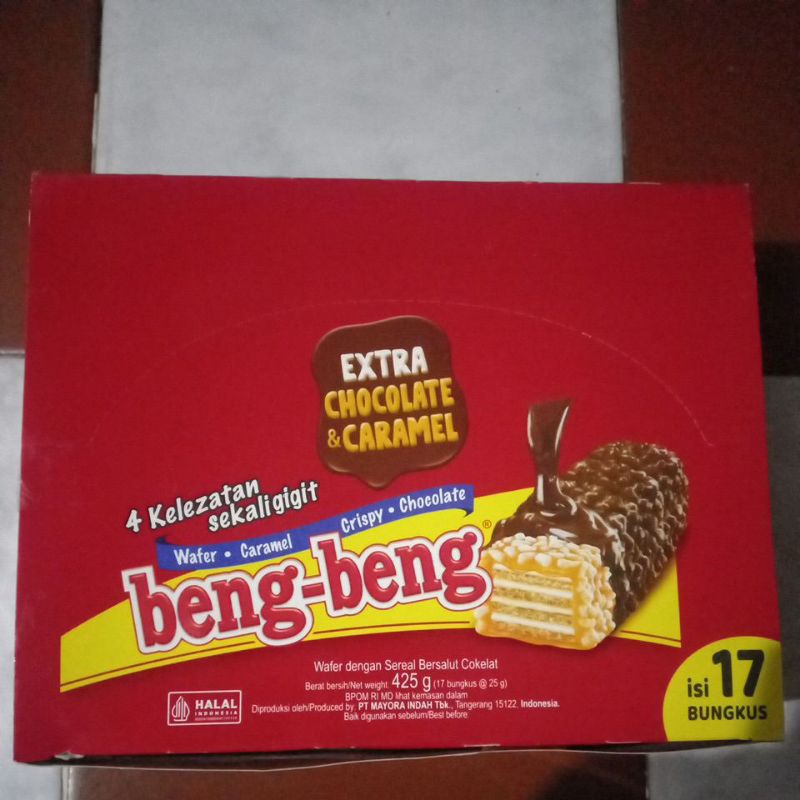 EXTRA
CHOCOLATE
& CARAMEL
4 Kelezatan
sekali gigit
Wafer • Caramel
Crispy • Chocolate
beng-beng®
Wafer dengan Sereal Bersalut Cokelat
Berat bersih/Net weight: 425 g (17 bungkus @ 25 g)
BPOM RI MD lihat kemasan dalam
Diproduksi oleh/Produced by: PT MAYORA INDAH Tbk., Tangerang 15122, Indonesia.
Baik digunakan sebelum/Best before:
HALAL
INDONESIA
isi 17
BUNGKUS